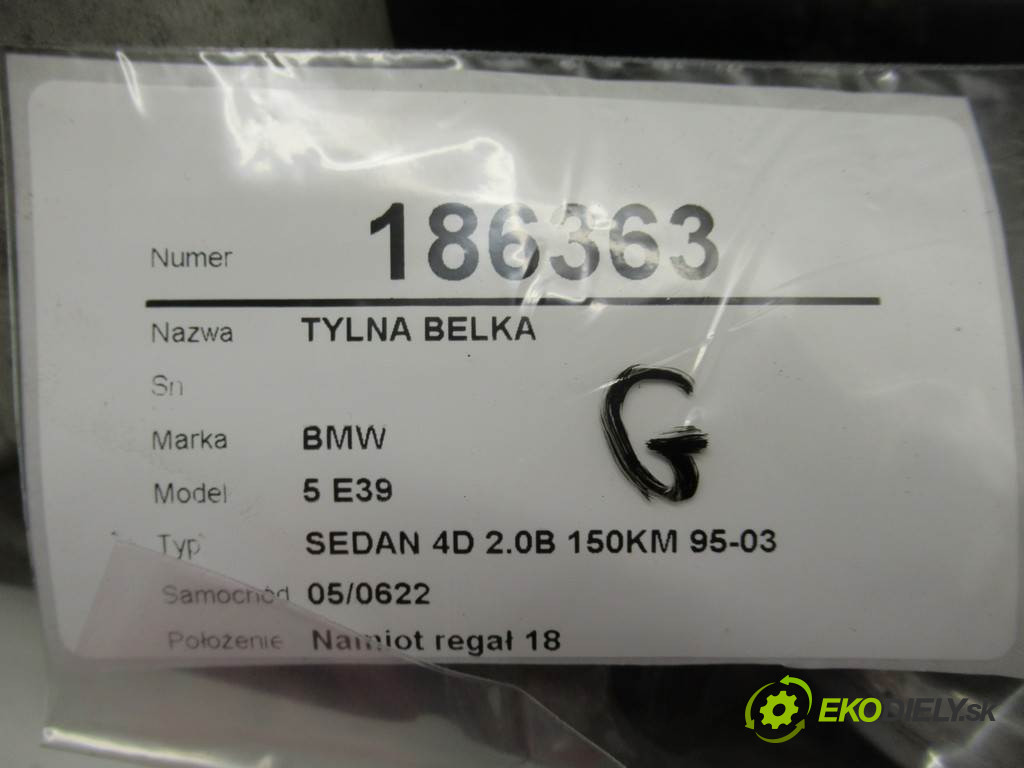 Numer 186363
Nazwa TYLNA BELKA
Sn
G
Marka BMW
Model 5 E39
Typ SEDAN 4D 2.0B 150KM 95-03
Samochód 05/0622
Położenie Namiot regał 18
EKODIELY.sk